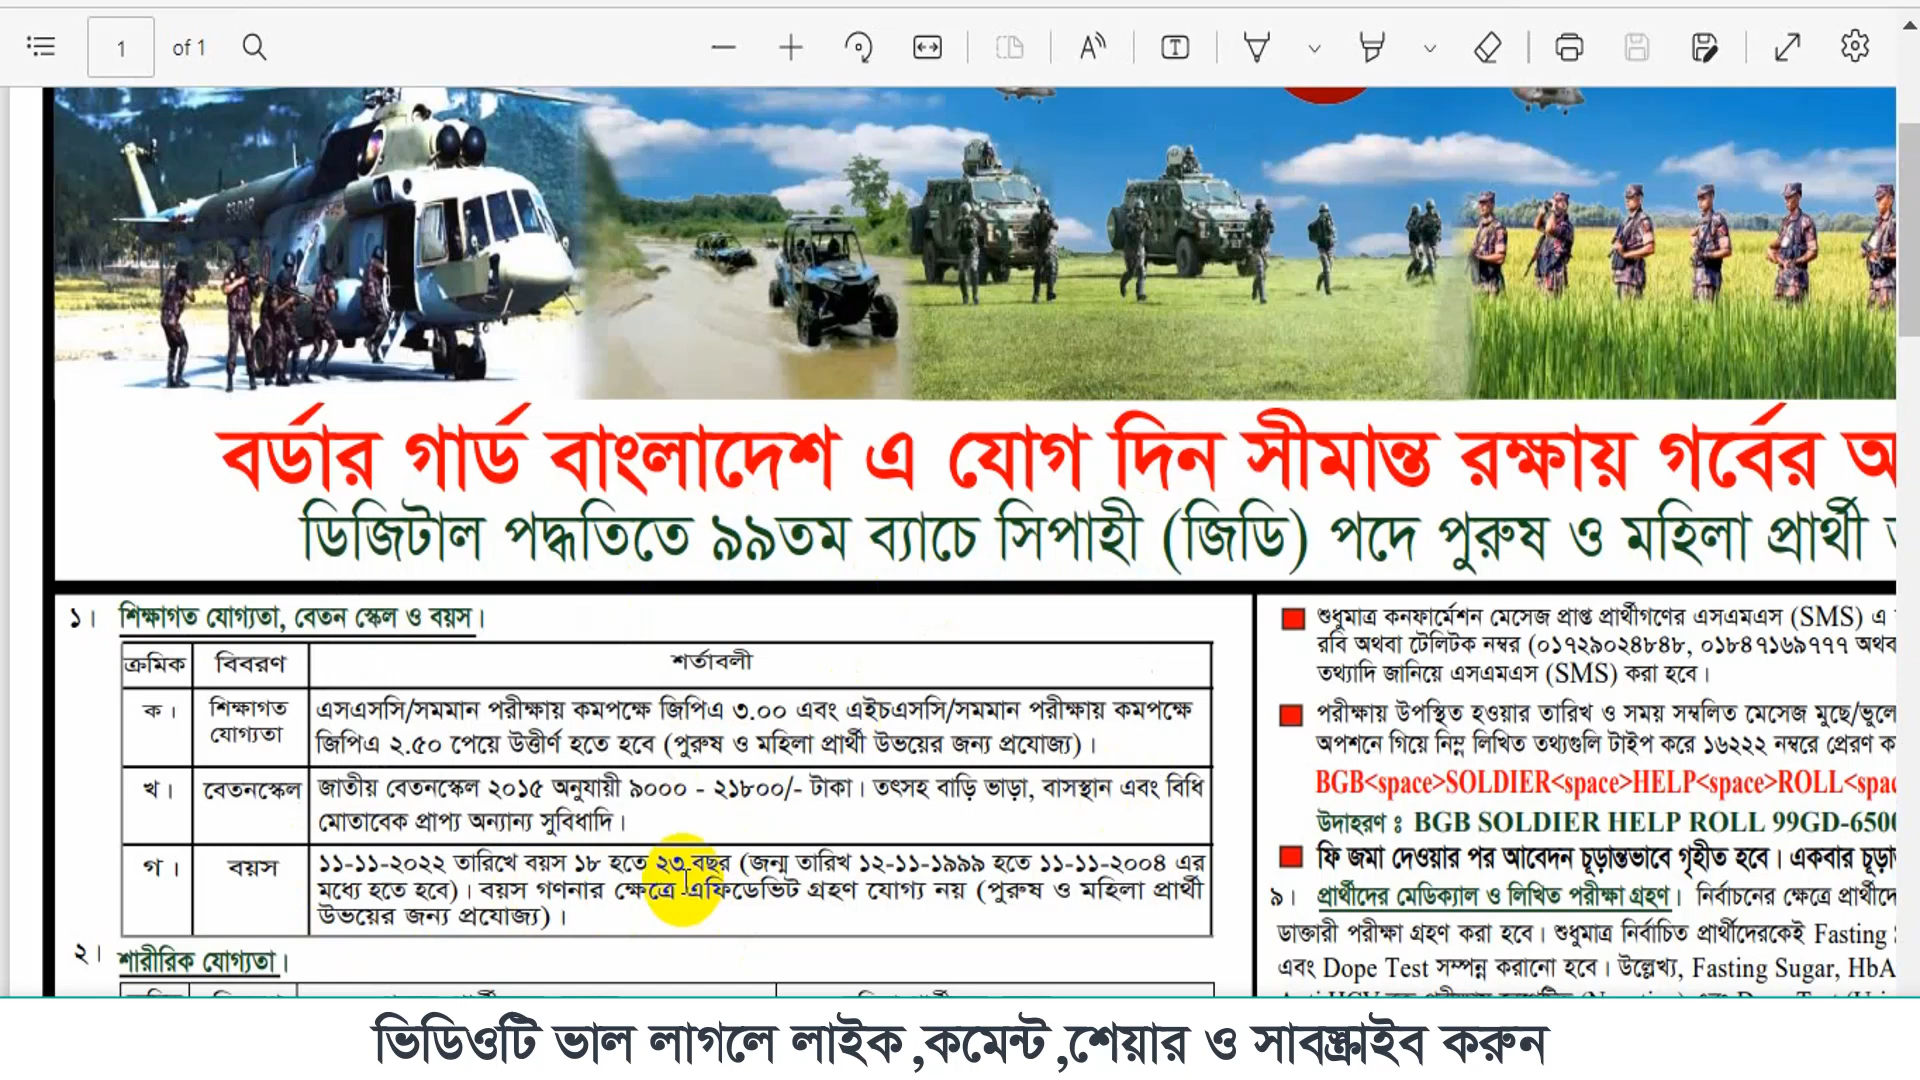 1 of 1
বর্ডার গার্ড বাংলাদেশ এ যোগ দিন সীমান্ত রক্ষায় গর্বের
ডিজিটাল পদ্ধতিতে ৯৯তম ব্যাচে সিপাহী (জিডি) পদে পুরুষ ও মহিলা প্রার্থী
১। শিক্ষাগত যোগ্যতা, বেতন স্কেল ও বয়স।
ক্রমিক বিবরণ শর্তাবলী
ক। শিক্ষাগত যোগ্যতা
এসএসসি/সমমান পরীক্ষায় কমপক্ষে জিপিএ ৩.০০ এবং এইচএসসি/সমমান পরীক্ষায় কমপক্ষে
জিপিএ ২.৫০ পেয়ে উত্তীর্ণ হতে হবে (পুরুষ ও মহিলা প্রার্থী উভয়ের জন্য প্রযোজ্য)।
খ। বেতনস্কেল
জাতীয় বেতনস্কেল ২০১৫ অনুযায়ী ৯০০০ - ২১৮০০/- টাকা। তৎসহ বাড়ি ভাড়া, বাসস্থান এবং বিধি
মোতাবেক প্রাপ্য অন্যান্য সুবিধাদি।
গ। বয়স
১১-১১-২০২২ তারিখে বয়স ১৮ হতে ২৩ বছর (জন্ম তারিখ ১২-১১-১৯৯৯ হতে ১১-১১-২০০৪ এর
মধ্যে হতে হবে)। বয়স গণনার ক্ষেত্রে এফিডেভিট গ্রহণ যোগ্য নয় (পুরুষ ও মহিলা প্রার্থী
উভয়ের জন্য প্রযোজ্য)।
২। শারীরিক যোগ্যতা।
শুধুমাত্র কনফার্মেশন মেসেজ প্রাপ্ত প্রার্থীগণের এসএমএস (SMS) এ
রবি অথবা টেলিটক নম্বর (০১৭২৯০২৪৮৪৮, ০১৮৪৭১৬৯৭৭৭ অথব
তথ্যাদি জানিয়ে এসএমএস (SMS) করা হবে।
পরীক্ষায় উপস্থিত হওয়ার তারিখ ও সময় সম্বলিত মেসেজ মুছে/ভুলে
অপশনে গিয়ে নিম্ন লিখিত তথ্যগুলি টাইপ করে ১৬২২২ নম্বরে প্রেরণ
BGB<space>SOLDIER<space>HELP<space>ROLL<spac
উদাহরণ ঃ BGB SOLDIER HELP ROLL 99GD-6500
ফি জমা দেওয়ার পর আবেদন চূড়ান্তভাবে গৃহীত হবে। একবার চূড়া
৯। প্রার্থীদের মেডিক্যাল ও লিখিত পরীক্ষা গ্রহণ। নির্বাচনের ক্ষেত্রে প্রার্থীদে
ডাক্তারী পরীক্ষা গ্রহণ করা হবে। শুধুমাত্র নির্বাচিত প্রার্থীদেরকেই Fasting
এবং Dope Test সম্পন্ন করানো হবে। উল্লেখ্য, Fasting Sugar, HbA
ভিডিওটি ভাল লাগলে লাইক ,কমেন্ট ,শেয়ার ও সাবস্ক্রাইব করুন